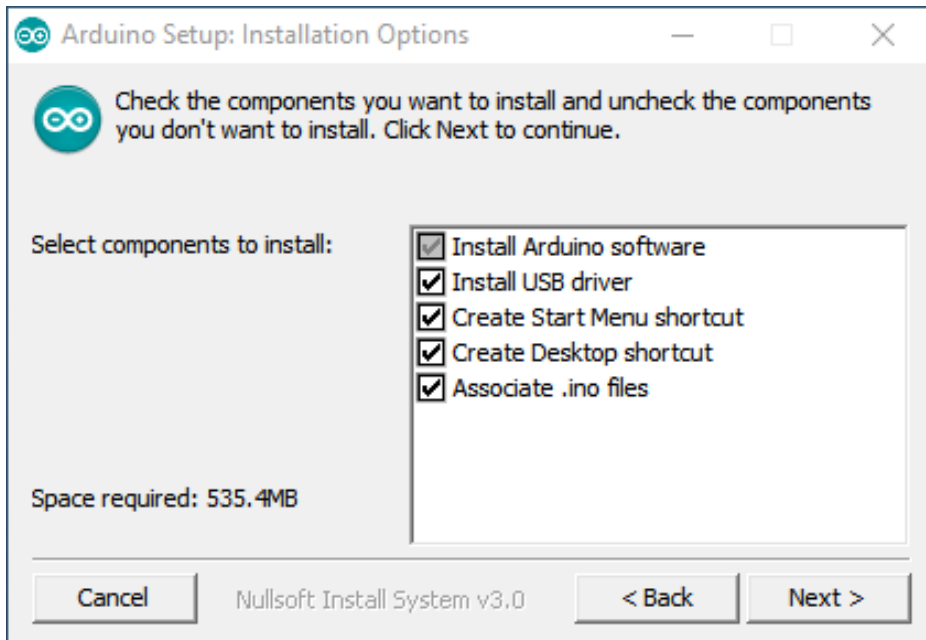 Arduino Setup: Installation Options
Check the components you want to install and uncheck the components
you don't want to install. Click Next to continue.
Select components to install:
Install Arduino software
Install USB driver
Create Start Menu shortcut
Create Desktop shortcut
Associate .ino files
Space required: 535.4MB
Cancel
Nullsoft Install System v3.0
< Back
Next >